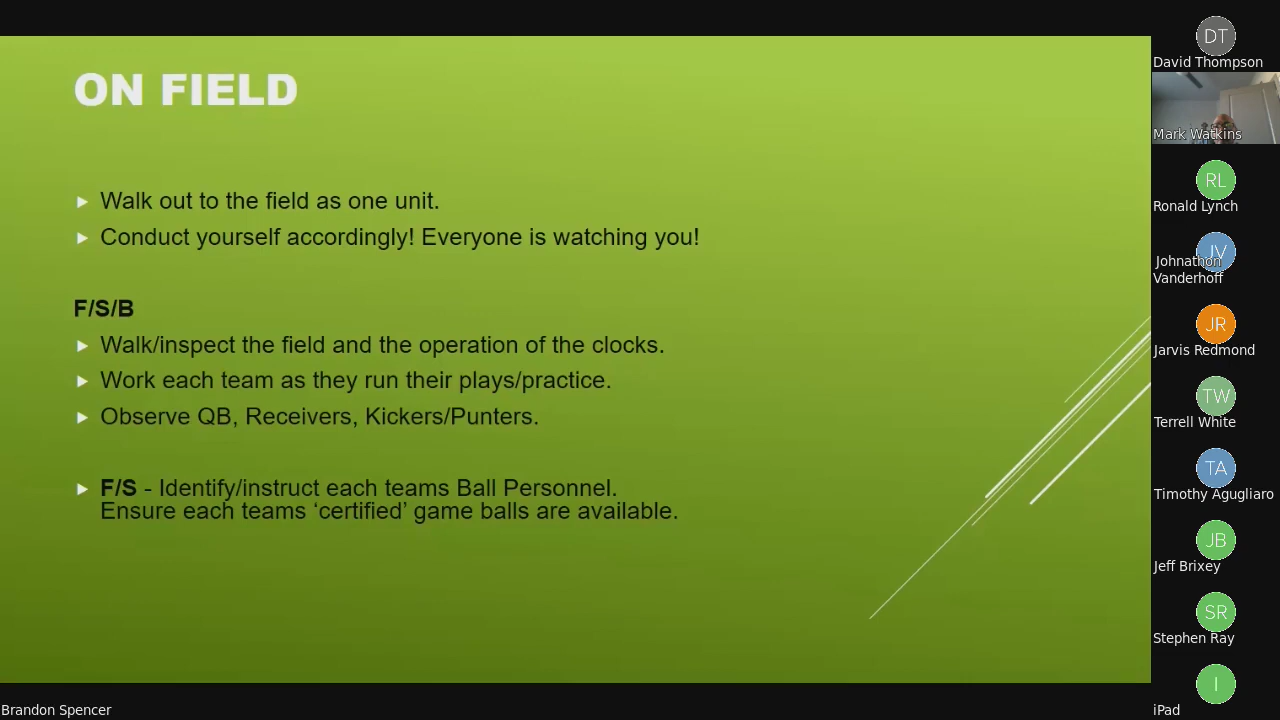 ON FIELD
Walk out to the field as one unit.
Conduct yourself accordingly! Everyone is watching you!
F/S/B
Walk/inspect the field and the operation of the clocks.
Work each team as they run their plays/practice.
Observe QB, Receivers, Kickers/Punters.
F/S - Identify/instruct each teams Ball Personnel.
Ensure each teams ‘certified’ game balls are available.
DT
David Thompson
Mark Watkins
RL
Ronald Lynch
JV
Johnathon
Vanderhoff
JR
Jarvis Redmond
TW
Terrell White
TA
Timothy Agugliaro
JB
Jeff Brixey
SR
Stephen Ray
I
iPad
Brandon Spencer